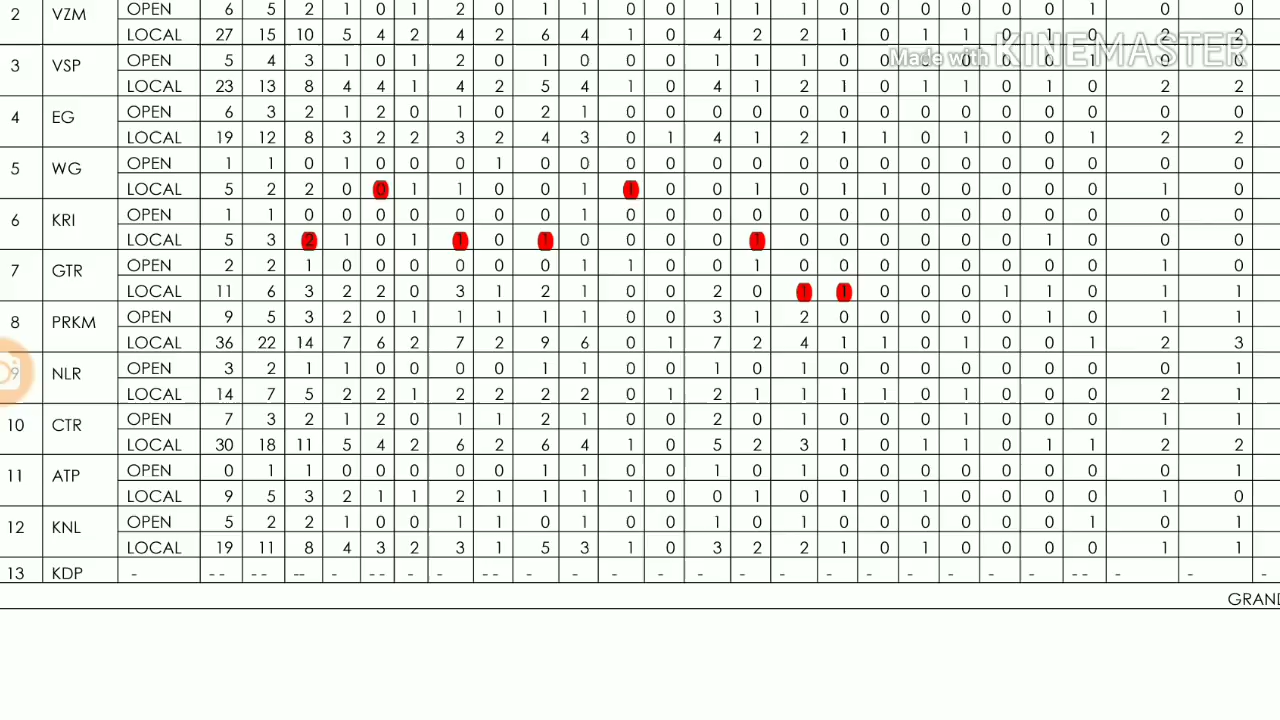 2 VZM OPEN 6 5 2 1 0 1 2 0 1 1 0 0 1 1 1 0 0 0 0 0 0 1 0 0
LOCAL 27 15 10 5 4 2 4 2 6 4 1 0 4 2 2 1 0 1 1 0 1 0 2 2
Made with KINEMASTER
3 VSP OPEN 5 4 3 1 0 1 2 0 1 0 0 0 1 1 1 0 0 0 0 0 0 1 0 0
LOCAL 23 13 8 4 4 1 4 2 5 4 1 0 4 1 2 1 0 1 1 0 1 0 2 2
4 EG OPEN 6 3 2 1 2 0 1 0 2 1 0 0 0 0 0 0 0 0 0 0 0 0 0 0
LOCAL 19 12 8 3 2 2 3 2 4 3 0 1 4 1 2 1 1 0 1 0 0 1 2 2
5 WG OPEN 1 1 0 1 0 0 0 1 0 0 0 0 0 0 0 0 0 0 0 0 0 0 0 0
LOCAL 5 2 2 0 0 1 1 0 0 1 1 0 0 1 0 1 1 0 0 0 0 0 1 0
6 KRI OPEN 1 1 0 0 0 0 0 0 0 1 0 0 0 0 0 0 0 0 0 0 0 0 0 0
LOCAL 5 3 2 1 0 1 1 0 1 0 0 0 0 1 0 0 0 0 0 0 1 0 0 0
7 GTR OPEN 2 2 1 0 0 0 0 0 0 1 1 0 0 1 0 0 0 0 0 0 0 0 1 0
LOCAL 11 6 3 2 2 0 3 1 2 1 0 0 2 0 1 1 0 0 0 1 1 0 1 1
8 PRKM OPEN 9 5 3 2 0 1 1 1 1 1 0 0 3 1 2 0 0 0 0 0 1 0 1 1
LOCAL 36 22 14 7 6 2 7 2 9 6 0 1 7 2 4 1 1 0 1 0 0 1 2 3
9 NLR OPEN 3 2 1 1 0 0 0 0 1 1 0 0 1 0 1 0 0 0 0 0 0 0 0 1
LOCAL 14 7 5 2 2 1 2 2 2 2 0 1 2 1 1 1 1 0 1 0 0 0 2 1
10 CTR OPEN 7 3 2 1 2 0 1 1 2 1 0 0 2 0 1 0 0 0 1 0 0 0 1 1
LOCAL 30 18 11 5 4 2 6 2 6 4 1 0 5 2 3 1 0 1 1 0 1 1 2 2
11 ATP OPEN 0 1 1 0 0 0 0 0 1 1 0 0 1 0 1 0 0 0 0 0 0 0 0 1
LOCAL 9 5 3 2 1 1 2 1 1 1 1 0 0 1 0 1 0 1 0 0 0 0 1 0
12 KNL OPEN 5 2 2 1 0 0 1 1 0 1 0 0 1 0 1 0 0 0 0 0 0 1 0 1
LOCAL 19 11 8 4 3 2 3 1 5 3 1 0 3 2 2 1 0 1 0 0 0 0 1 1
13 KDP - -- -- -- - -- - - -- - - - - - - - - - - - - - -- - - -
GRAND